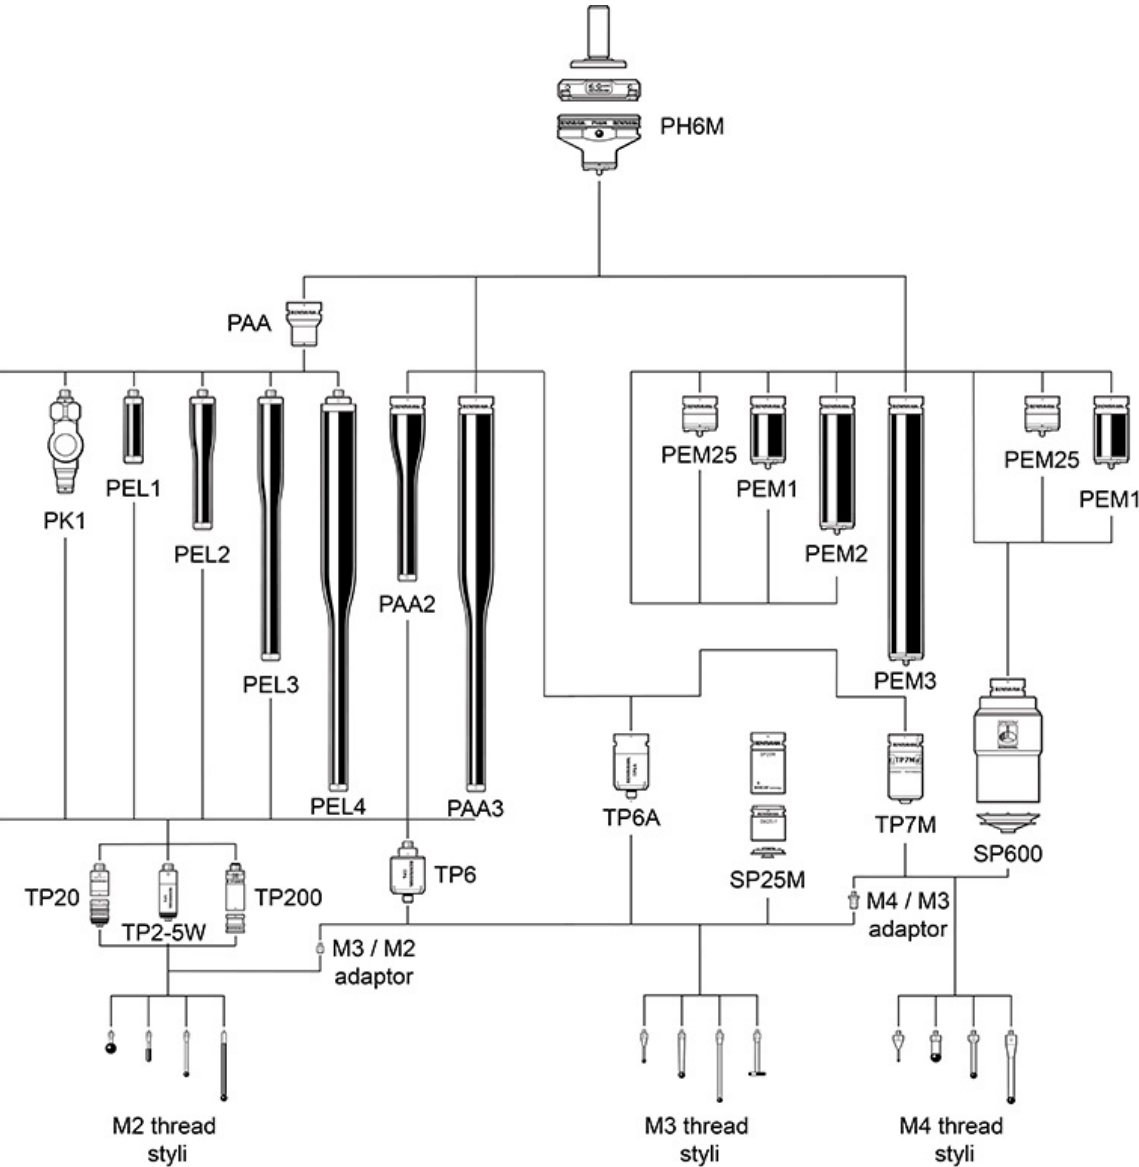 PH6M
PAA
PK1
PEL1
PEL2
PEL3
PEL4
PAA2
PAA3
PEM25
PEM1
PEM2
PEM3
PEM25
PEM1
TP6A
SP25M
TP7M
TP7M
SP600
TP20
TP2-5W
TP200
TP6
M3 / M2
adaptor
M4 / M3
adaptor
M2 thread
styli
M3 thread
styli
M4 thread
styli